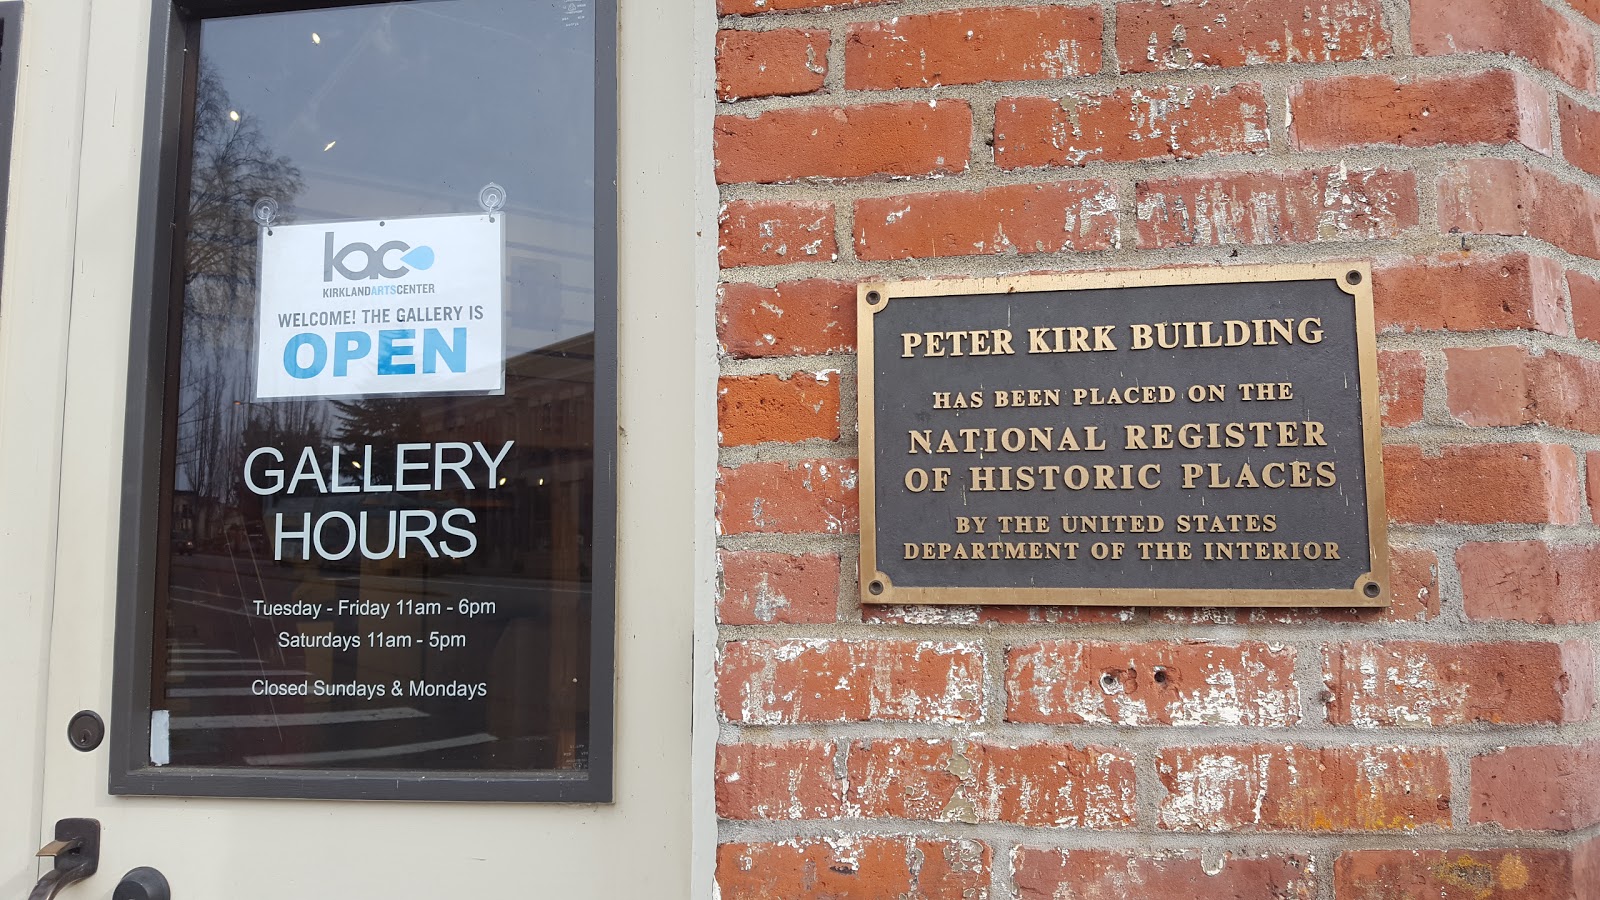 kac
KIRKLANDARTSCENTER
WELCOME! THE GALLERY IS
OPEN
GALLERY
HOURS
Tuesday - Friday 11am - 6pm
Saturdays 11am - 5pm
Closed Sundays & Mondays
PETER KIRK BUILDING
HAS BEEN PLACED ON THE
NATIONAL REGISTER
OF HISTORIC PLACES
BY THE UNITED STATES
DEPARTMENT OF THE INTERIOR